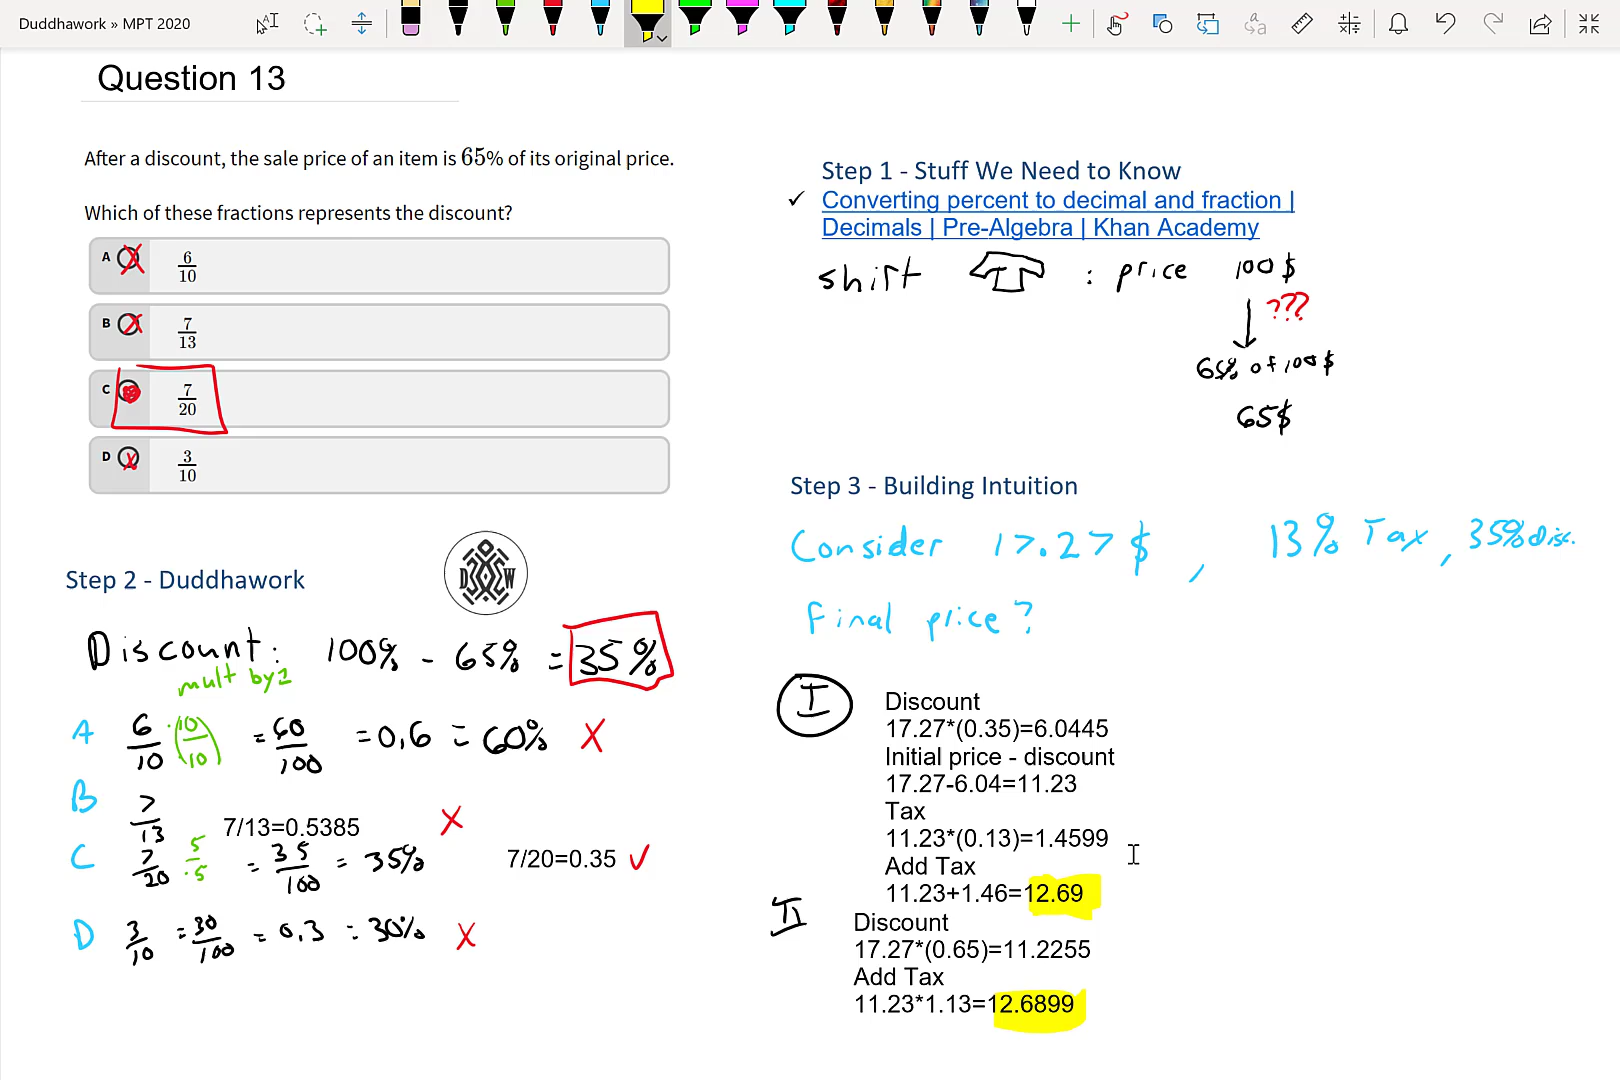 Duddhawork » MPT 2020
Question 13
After a discount, the sale price of an item is 65% of its original price.
Which of these fractions represents the discount?
A 6/10
B 7/13
C 7/20
D 3/10
Step 1 - Stuff We Need to Know
✓ Converting percent to decimal and fraction |
Decimals | Pre-Algebra | Khan Academy
shirt : price 100$
???
65% of 100$
65$
Step 2 - Duddhawork
DSW
Discount: 100% - 65% = 35%
mult by 1
A 6/10 · (10/10) = 60/100 = 0.6 = 60% X
B 7/13 7/13=0.5385 X
C 7/20 ·5/·5 = 35/100 = 35% 7/20=0.35 ✓
D 3/10 = 30/100 = 0.3 = 30% X
Step 3 - Building Intuition
Consider 17.27$, 13% Tax, 35% Disc.
Final price?
I
Discount
17.27*(0.35)=6.0445
Initial price - discount
17.27-6.04=11.23
Tax
11.23*(0.13)=1.4599
Add Tax
11.23+1.46=12.69
II
Discount
17.27*(0.65)=11.2255
Add Tax
11.23*1.13=12.6899